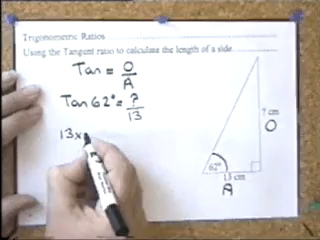 Trigonometric Ratios
Using the Tangent ratio to calculate the length of a side.
Tan = O/A
Tan 62° = ?/13
13x
? cm
O
62°
13 cm
A